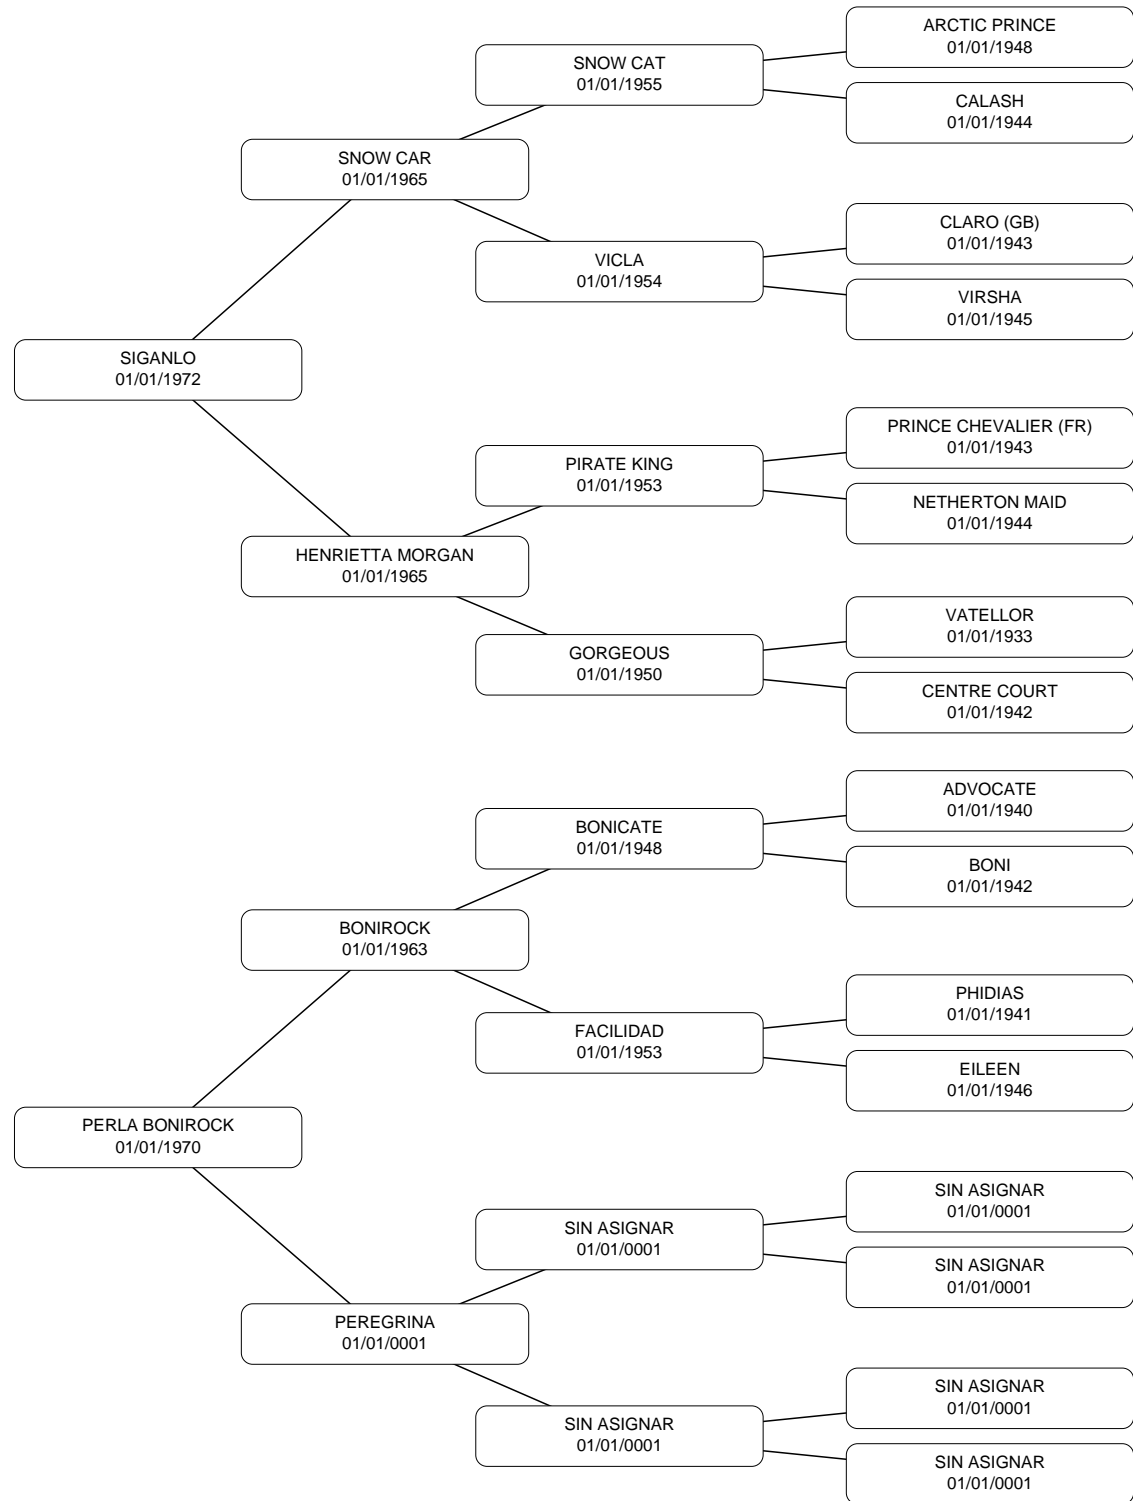 ARCTIC PRINCE
01/01/1948
SNOW CAT
01/01/1955
CALASH
01/01/1944
SNOW CAR
01/01/1965
CLARO (GB)
01/01/1943
VICLA
01/01/1954
VIRSHA
01/01/1945
SIGANLO
01/01/1972
PRINCE CHEVALIER (FR)
01/01/1943
PIRATE KING
01/01/1953
NETHERTON MAID
01/01/1944
HENRIETTA MORGAN
01/01/1965
VATELLOR
01/01/1933
GORGEOUS
01/01/1950
CENTRE COURT
01/01/1942
ADVOCATE
01/01/1940
BONICATE
01/01/1948
BONI
01/01/1942
BONIROCK
01/01/1963
PHIDIAS
01/01/1941
FACILIDAD
01/01/1953
EILEEN
01/01/1946
PERLA BONIROCK
01/01/1970
SIN ASIGNAR
01/01/0001
SIN ASIGNAR
01/01/0001
SIN ASIGNAR
01/01/0001
PEREGRINA
01/01/0001
SIN ASIGNAR
01/01/0001
SIN ASIGNAR
01/01/0001
SIN ASIGNAR
01/01/0001